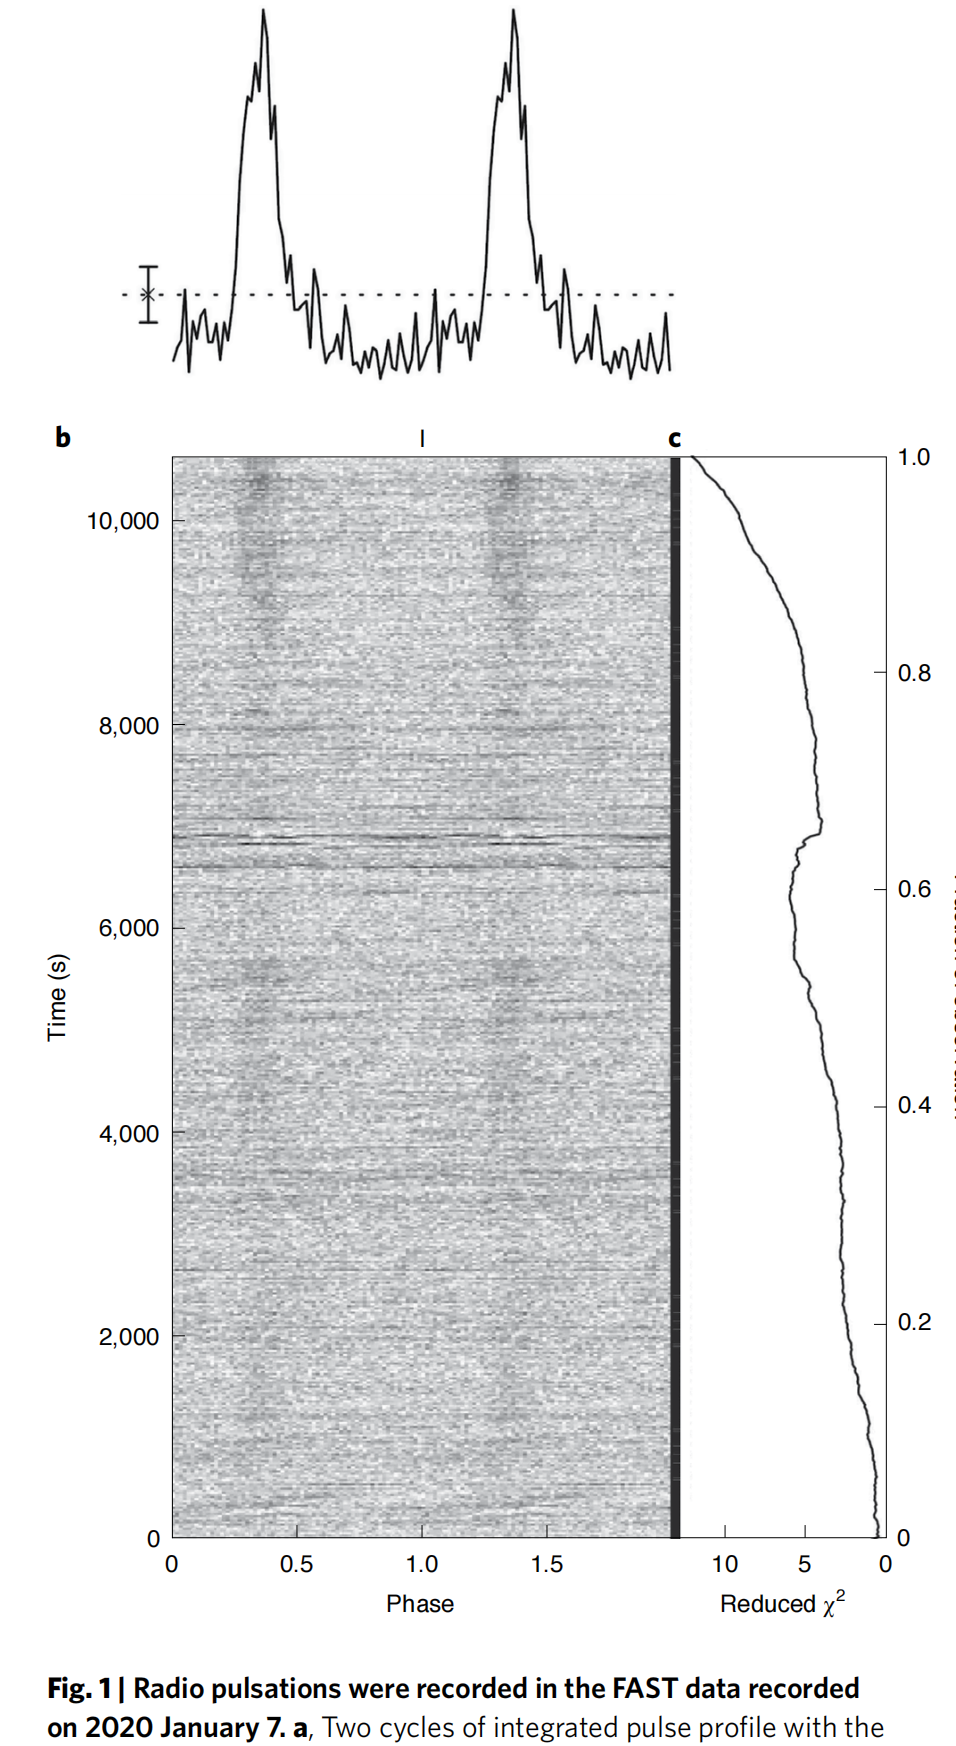 b
c
1.0
10,000
0.8
8,000
0.6
6,000
Time (s)
0.4
4,000
0.2
2,000
0
0
0 0.5 1.0 1.5
10 5 0
Phase
Reduced χ²
Fig. 1 | Radio pulsations were recorded in the FAST data recorded
on 2020 January 7. a, Two cycles of integrated pulse profile with the